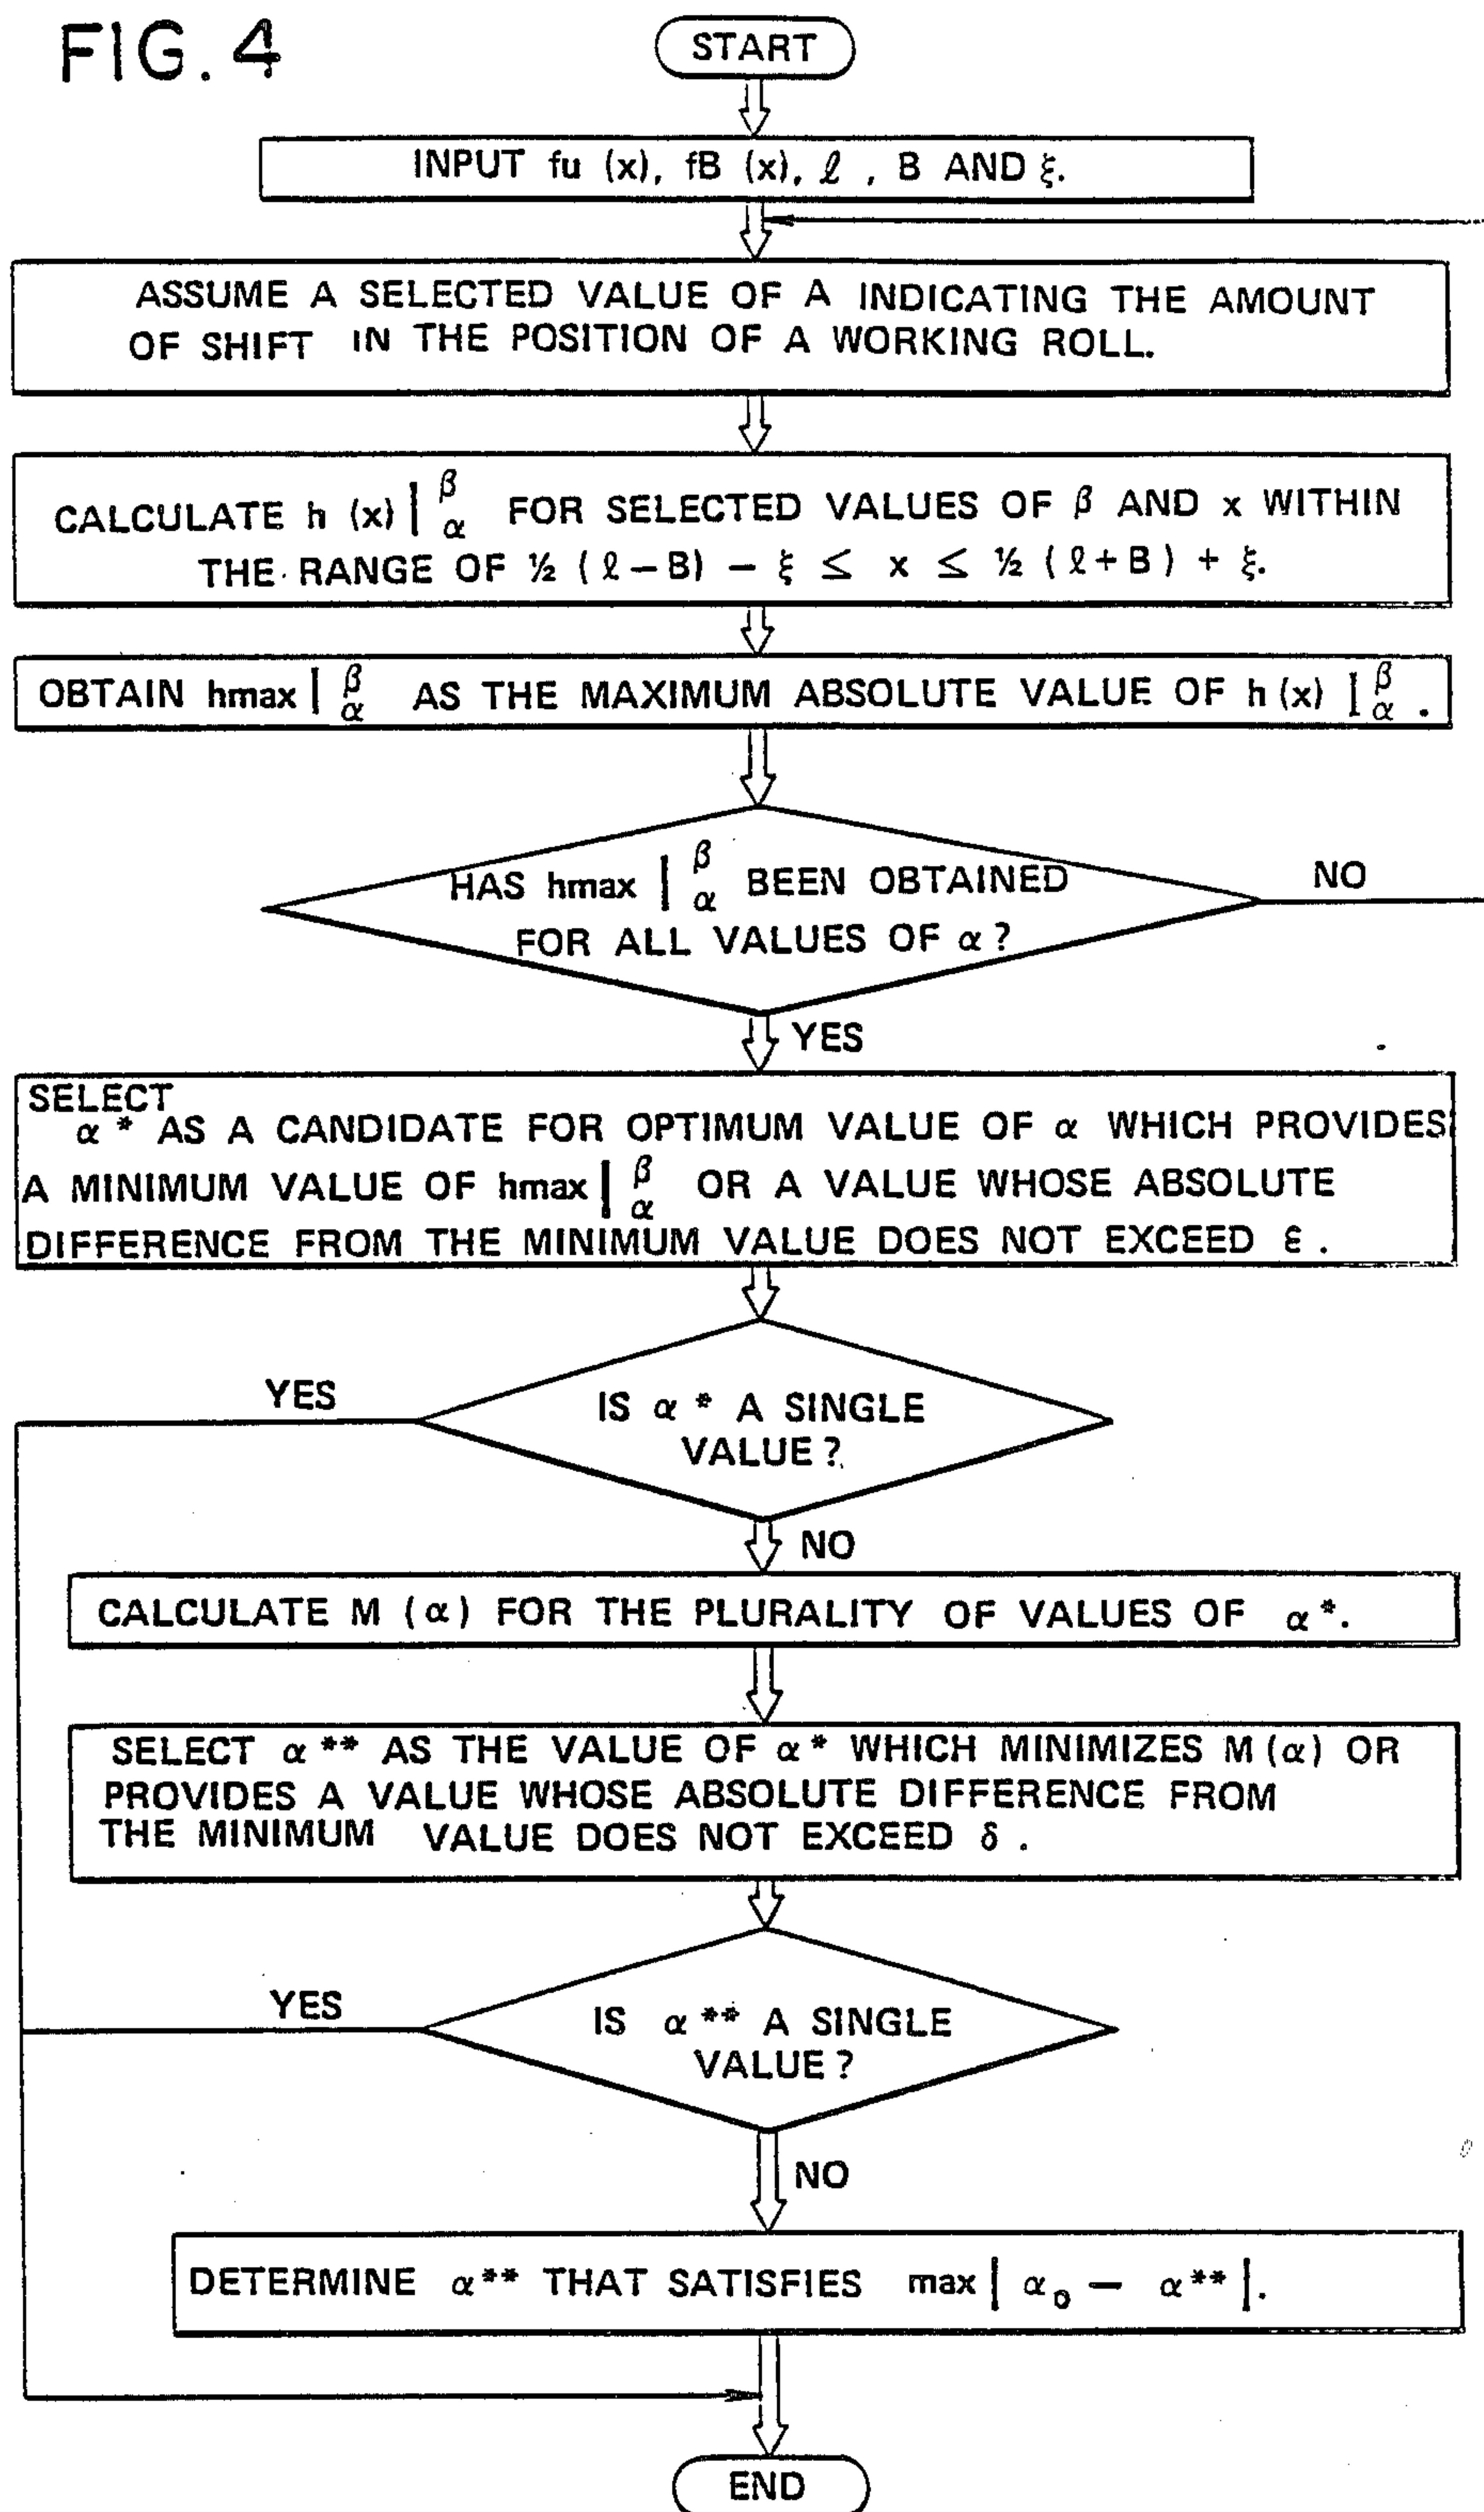 FIG. 4
START
INPUT fu (x), fB (x), ℓ , B AND ξ.
ASSUME A SELECTED VALUE OF A INDICATING THE AMOUNT
OF SHIFT IN THE POSITION OF A WORKING ROLL.
CALCULATE h (x) | β α FOR SELECTED VALUES OF β AND x WITHIN
THE RANGE OF ½ (ℓ − B) − ξ ≤ x ≤ ½ (ℓ + B) + ξ.
OBTAIN hmax | β α AS THE MAXIMUM ABSOLUTE VALUE OF h (x) | β α .
HAS hmax | β α BEEN OBTAINED
FOR ALL VALUES OF α ?
NO
YES
SELECT
α * AS A CANDIDATE FOR OPTIMUM VALUE OF α WHICH PROVIDES
A MINIMUM VALUE OF hmax | β α OR A VALUE WHOSE ABSOLUTE
DIFFERENCE FROM THE MINIMUM VALUE DOES NOT EXCEED ε .
YES
IS α * A SINGLE
VALUE ?
NO
CALCULATE M (α) FOR THE PLURALITY OF VALUES OF α *.
SELECT α ** AS THE VALUE OF α * WHICH MINIMIZES M (α) OR
PROVIDES A VALUE WHOSE ABSOLUTE DIFFERENCE FROM
THE MINIMUM VALUE DOES NOT EXCEED δ .
YES
IS α ** A SINGLE
VALUE ?
NO
DETERMINE α ** THAT SATISFIES max | α₀ − α ** |.
END